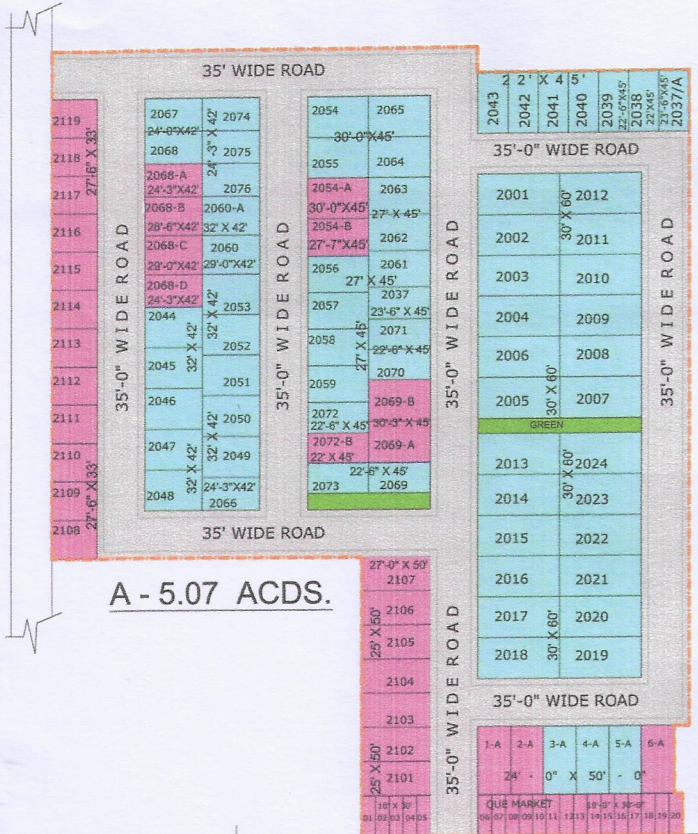 35' WIDE ROAD
2119
2118
27'6" X 33'
2117
2116
2115
2114
2113
2112
2111
2110
2109
27'-6" X33'
2108
35'-0" WIDE ROAD
2067
24'-0"X42'
2068
2068-A
24'-3"X42'
2068-B
28'-6"X42'
2068-C
29'-0"X42'
2068-D
24'-3"X42'
2044
2045
32' X 42'
2046
2047
32' X 42'
2048
2074
24' -3" X 42'
2075
2076
2060-A
32' X 42'
2060
29'-0"X42'
2053
32' X 42'
2052
2051
2050
32' X 42'
2049
24'-3"X42'
2066
35'-0" WIDE ROAD
2054
2065
30'-0"X45'
2055
2064
2054-A
30'-0"X45'
2054-B
27'-7"X45'
2056
2057
2058
27' X 45'
2059
2072
22'-6" X 45'
2072-B
22' X 45'
2073
2063
27' X 45'
2062
2061
27' X 45'
2037
23'-6" X 45'
2071
22'-6" X 45'
2070
2069-B
30'-3" X 45'
2069-A
22'-6" X 45'
2069
35' WIDE ROAD
35'-0" WIDE ROAD
2 2' X 4 5'
2043
2042
2041
2040
2039
22'-6"X45'
2038
22'X45'
23'-6"X45'
2037/A
35'-0" WIDE ROAD
2001
2012
30' X 60'
2002
2011
2003
2010
2004
2009
2006
2008
30' X 60'
2005
2007
GREEN
2013
2024
30' X 60'
2014
2023
2015
2022
2016
2021
2017
2020
30' X 60'
2018
2019
35'-0" WIDE ROAD
35'-0" WIDE ROAD
A - 5.07 ACDS.
27'-0" X 50'
2107
2106
25' X 50'
2105
2104
2103
2102
25' X 50'
2101
10' X 30'
01 02 03 04 05
35'-0" WIDE ROAD
1-A 2-A 3-A 4-A 5-A 6-A
24' - 0" X 50' - 0"
QUE MARKET
10'-0" X 30'-0"
06 07 08 09 10 11 12 13 14 15 16 17 18 19 20